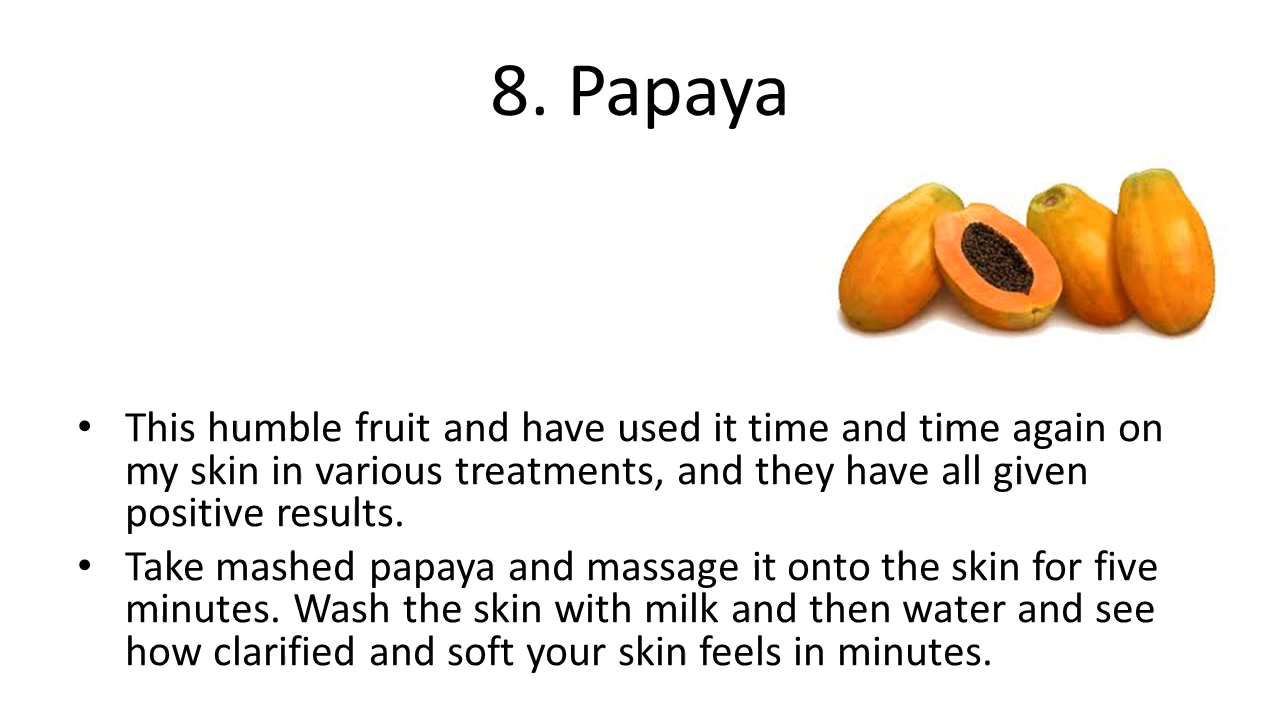 8. Papaya
• This humble fruit and have used it time and time again on
my skin in various treatments, and they have all given
positive results.
• Take mashed papaya and massage it onto the skin for five
minutes. Wash the skin with milk and then water and see
how clarified and soft your skin feels in minutes.